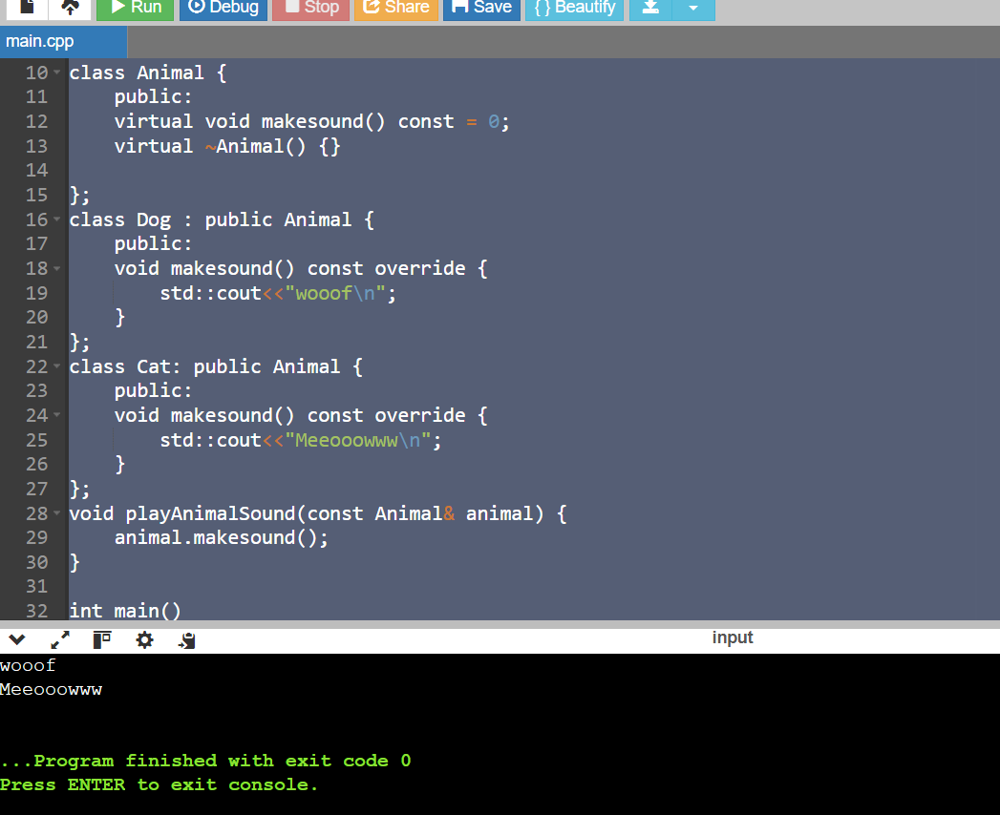 Run Debug Stop Share Save { } Beautify
main.cpp
10 class Animal {
11     public:
12     virtual void makesound() const = 0;
13     virtual ~Animal() {}
14
15 };
16 class Dog : public Animal {
17     public:
18     void makesound() const override {
19         std::cout<<"wooof\n";
20     }
21 };
22 class Cat: public Animal {
23     public:
24     void makesound() const override {
25         std::cout<<"Meeooowww\n";
26     }
27 };
28 void playAnimalSound(const Animal& animal) {
29     animal.makesound();
30 }
31
32 int main()
input
wooof
Meeooowww
...Program finished with exit code 0
Press ENTER to exit console.